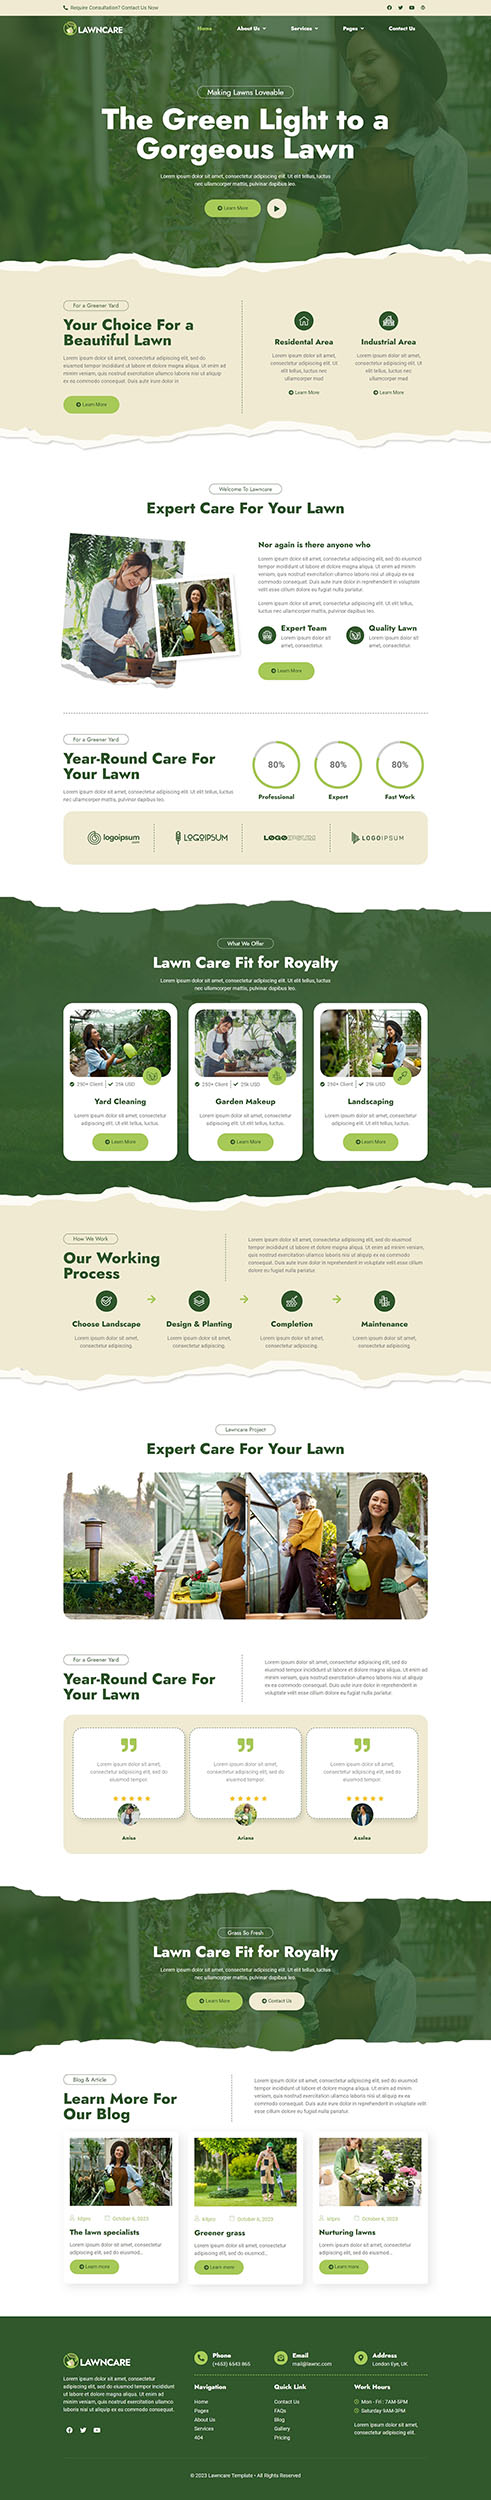 Require Consultation? Contact Us Now
LAWNCARE
Home
About Us
Services
Pages
Contact Us
Making Lawns Loveable
The Green Light to a
Gorgeous Lawn
Lorem ipsum dolor sit amet, consectetur adipiscing elit. Ut elit tellus, luctus
nec ullamcorper mattis, pulvinar dapibus leo.
Learn More
For a Greener Yard
Your Choice For a
Beautiful Lawn
Lorem ipsum dolor sit amet, consectetur adipiscing elit, sed do
eiusmod tempor incididunt ut labore et dolore magna aliqua. Ut enim ad
minim veniam, quis nostrud exercitation ullamco laboris nisi ut aliquip
ex ea commodo consequat. Duis aute irure dolor in
Learn More
Residental Area
Lorem ipsum dolor sit amet,
consectetur adipiscing elit. Ut
elit tellus, luctus nec
ullamcorper mad
Learn More
Industrial Area
Lorem ipsum dolor sit amet,
consectetur adipiscing elit. Ut
elit tellus, luctus nec
ullamcorper mad
Learn More
Welcome To Lawncare
Expert Care For Your Lawn
Nor again is there anyone who
Lorem ipsum dolor sit amet, consectetur adipiscing elit, sed do eiusmod
tempor incididunt ut labore et dolore magna aliqua. Ut enim ad minim veniam,
quis nostrud exercitation ullamco laboris nisi ut aliquip ex ea commodo
consequat. Duis aute irure dolor in reprehenderit in voluptate velit esse
cillum dolore eu fugiat nulla pariatur.
Lorem ipsum dolor sit amet, consectetur adipiscing elit. Ut elit tellus,
luctus nec ullamcorper mattis, pulvinar dapibus leo.
Expert Team
Lorem ipsum dolor sit
amet, consectetur.
Quality Lawn
Lorem ipsum dolor sit
amet, consectetur.
Learn More
For a Greener Yard
Year-Round Care For
Your Lawn
Lorem ipsum dolor sit amet, consectetur adipiscing elit. Ut elit tellus, luctus
nec ullamcorper mattis, pulvinar dapibus leo.
80%
Professional
80%
Expert
80%
Fast Work
logoipsum
LOGOIPSUM
LOGOIPSUM
LOGOIPSUM
What We Offer
Lawn Care Fit for Royalty
Lorem ipsum dolor sit amet, consectetur adipiscing elit. Ut elit tellus, luctus
nec ullamcorper mattis, pulvinar dapibus leo.
250+ Client
25k USD
Yard Cleaning
Lorem ipsum dolor sit amet, consectetur
adipiscing elit. Ut elit tellus, luctus.
Learn More
250+ Client
25k USD
Garden Makeup
Lorem ipsum dolor sit amet, consectetur
adipiscing elit. Ut elit tellus, luctus.
Learn More
250+ Client
25k USD
Landscaping
Lorem ipsum dolor sit amet, consectetur
adipiscing elit. Ut elit tellus, luctus.
Learn More
How We Work
Our Working
Process
Lorem ipsum dolor sit amet, consectetur adipiscing elit, sed do eiusmod
tempor incididunt ut labore et dolore magna aliqua. Ut enim ad minim veniam,
quis nostrud exercitation ullamco laboris nisi ut aliquip ex ea commodo
consequat. Duis aute irure dolor in reprehenderit in voluptate velit esse cillum
dolore eu fugiat nulla pariatur.
Choose Landscape
Lorem ipsum dolor sit amet,
consectetur adipiscing.
Design & Planting
Lorem ipsum dolor sit amet,
consectetur adipiscing.
Completion
Lorem ipsum dolor sit amet,
consectetur adipiscing.
Maintenance
Lorem ipsum dolor sit amet,
consectetur adipiscing.
Lawncare Project
Expert Care For Your Lawn
For a Greener Yard
Year-Round Care For
Your Lawn
Lorem ipsum dolor sit amet, consectetur adipiscing elit, sed do
eiusmod tempor incididunt ut labore et dolore magna aliqua. Ut enim
ad minim veniam, quis nostrud exercitation ullamco laboris nisi ut aliquip
ex ea commodo consequat. Duis aute irure dolor in reprehenderit in
voluptate velit esse cillum dolore eu fugiat nulla pariatur.
Lorem ipsum dolor sit amet,
consectetur adipiscing elit, sed do
eiusmod tempor.
Anisa
Lorem ipsum dolor sit amet,
consectetur adipiscing elit, sed do
eiusmod tempor.
Ariana
Lorem ipsum dolor sit amet,
consectetur adipiscing elit, sed do
eiusmod tempor.
Azalea
Grass So Fresh
Lawn Care Fit for Royalty
Lorem ipsum dolor sit amet, consectetur adipiscing elit. Ut elit tellus, luctus
nec ullamcorper mattis, pulvinar dapibus leo.
Learn More
Contact Us
Blog & Article
Learn More For
Our Blog
Lorem ipsum dolor sit amet, consectetur adipiscing elit, sed do eiusmod
tempor incididunt ut labore et dolore magna aliqua. Ut enim ad minim
veniam, quis nostrud exercitation ullamco laboris nisi ut aliquip ex ea
commodo consequat. Duis aute irure dolor in reprehenderit in voluptate velit
esse cillum dolore eu fugiat nulla pariatur.
October 6, 2023
The lawn specialists
Lorem ipsum dolor sit amet, consectetur
adipiscing elit, sed do eiusmod...
Learn more
October 6, 2023
Greener grass
Lorem ipsum dolor sit amet, consectetur
adipiscing elit, sed do eiusmod...
Learn more
October 6, 2023
Nurturing lawns
Lorem ipsum dolor sit amet, consectetur
adipiscing elit, sed do eiusmod...
Learn more
LAWNCARE
Lorem ipsum dolor sit amet, consectetur
adipiscing elit, sed do eiusmod tempor incididunt
ut labore et dolore magna aliqua. Ut enim ad
minim veniam, quis nostrud exercitation ullamco
laboris nisi ut aliquip ex ea commodo consequat.
Phone
(+653) 6543 865
Email
mail@lawnc.com
Address
London Eye, UK
Navigation
Home
Pages
About Us
Services
404
Quick Link
Contact Us
FAQs
Blog
Gallery
Pricing
Work Hours
Mon - Fri : 7AM-5PM
Saturday 9AM-3PM
Lorem ipsum dolor sit amet,
consectetur adipiscing elit.
© 2023 Lawncare Template • All Rights Reserved